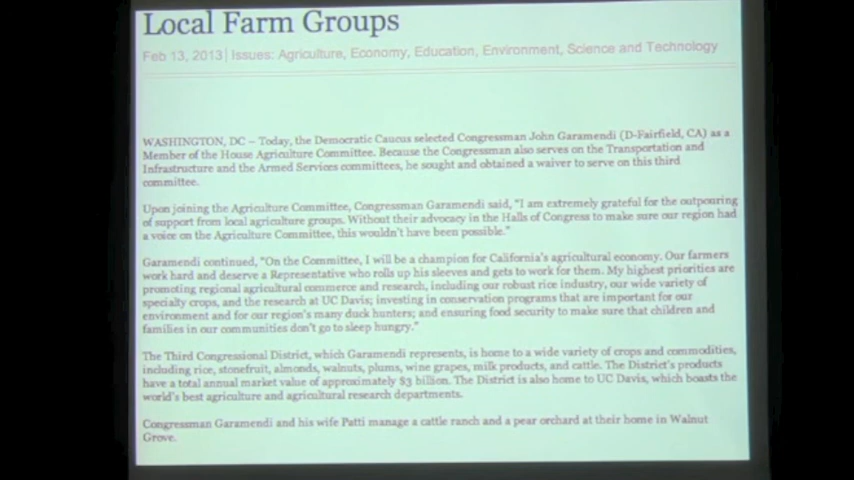 Local Farm Groups
Feb 13, 2013| Issues: Agriculture, Economy, Education, Environment, Science and Technology
WASHINGTON, DC – Today, the Democratic Caucus selected Congressman John Garamendi (D-Fairfield, CA) as a
Member of the House Agriculture Committee. Because the Congressman also serves on the Transportation and
Infrastructure and the Armed Services committees, he sought and obtained a waiver to serve on this third
committee.
Upon joining the Agriculture Committee, Congressman Garamendi said, “I am extremely grateful for the outpouring
of support from local agriculture groups. Without their advocacy in the Halls of Congress to make sure our region had
a voice on the Agriculture Committee, this wouldn’t have been possible.”
Garamendi continued, “On the Committee, I will be a champion for California’s agricultural economy. Our farmers
work hard and deserve a Representative who rolls up his sleeves and gets to work for them. My highest priorities are
promoting regional agricultural commerce and research, including our robust rice industry, our wide variety of
specialty crops, and the research at UC Davis; investing in conservation programs that are important for our
environment and for our region’s many duck hunters; and ensuring food security to make sure that children and
families in our communities don’t go to sleep hungry.”
The Third Congressional District, which Garamendi represents, is home to a wide variety of crops and commodities,
including rice, stonefruit, almonds, walnuts, plums, wine grapes, milk products, and cattle. The District’s products
have a total annual market value of approximately $3 billion. The District is also home to UC Davis, which boasts the
world’s best agriculture and agricultural research departments.
Congressman Garamendi and his wife Patti manage a cattle ranch and a pear orchard at their home in Walnut
Grove.